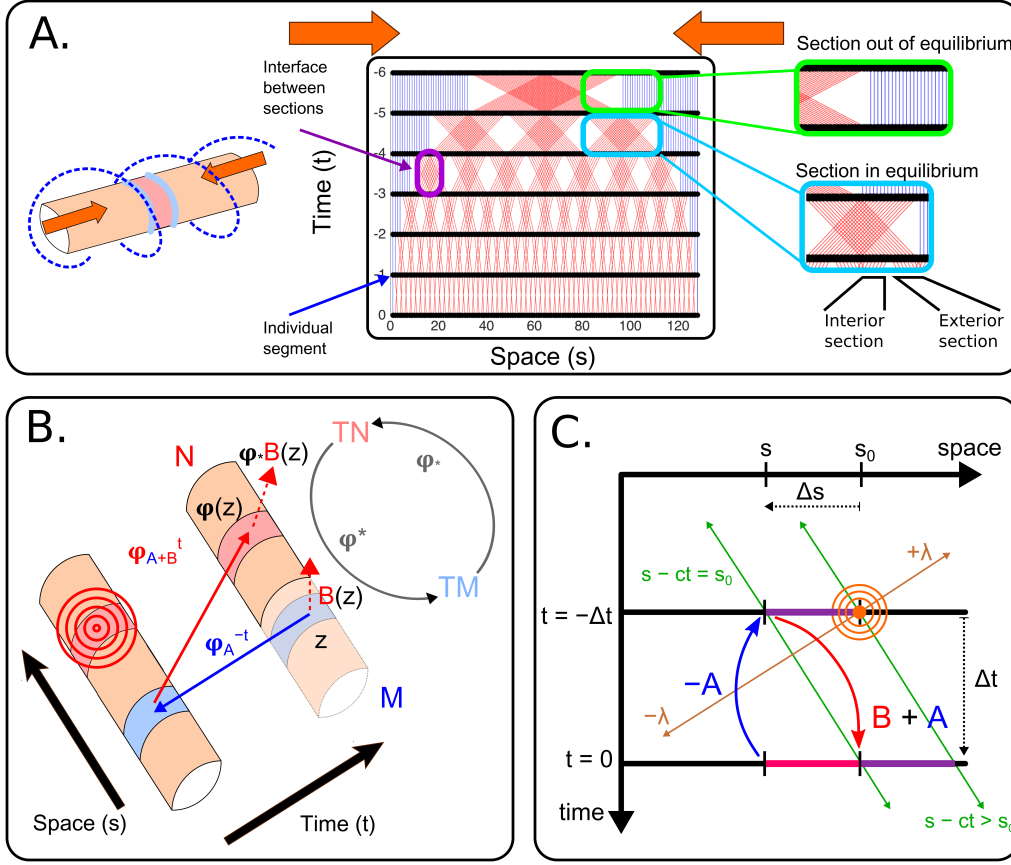 A.
Interface
between
sections
Section out of equilibrium
Section in equilibrium
Interior
section
Exterior
section
Individual
segment
Time (t)
-6
-5
-4
-3
-2
-1
0
0
20
40
60
80
100
120
Space (s)
B.
N
TN
φ*B(z)
φ*
φ(z)
φ*
φA+B t
TM
B(z)
φA −t
z
M
Space (s)
Time (t)
C.
s
s0
space
Δs
s − ct = s0
+λ
t = −Δt
−A
Δt
−λ
B + A
t = 0
time
s − ct > s0